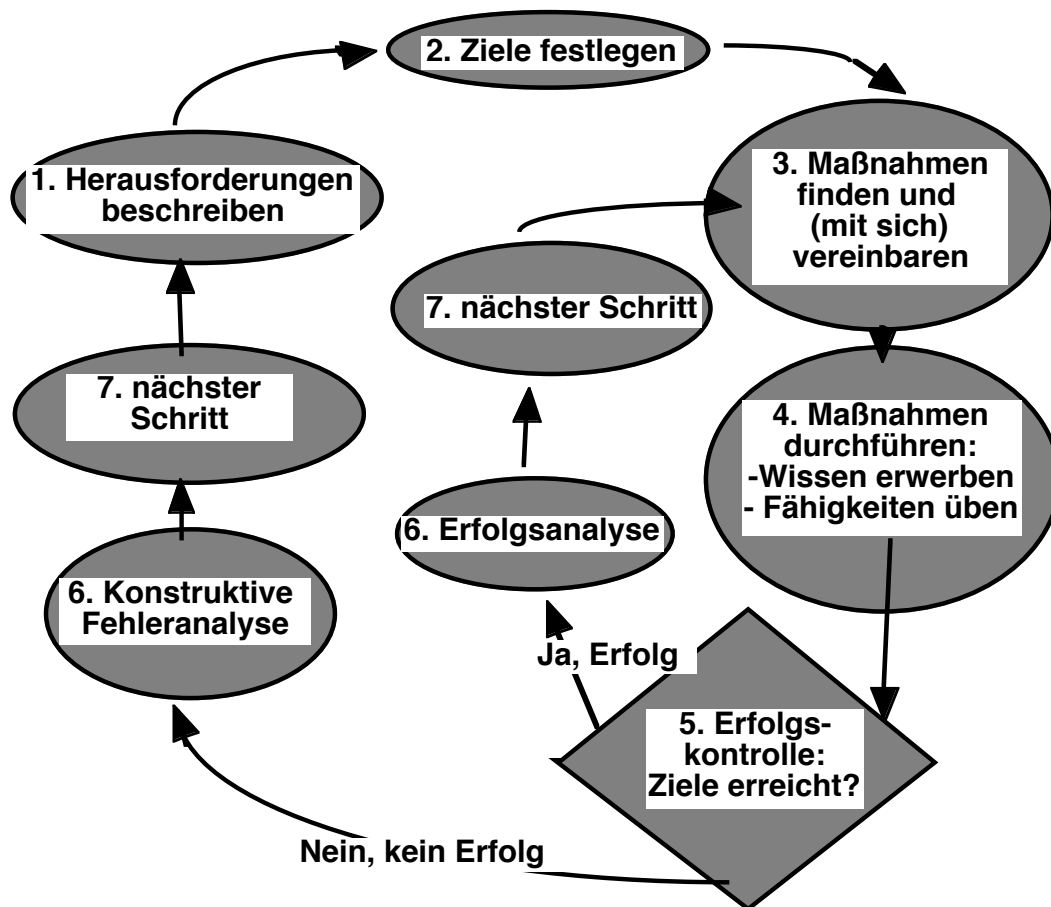 2. Ziele festlegen
1. Herausforderungen
beschreiben
3. Maßnahmen
finden und
(mit sich)
vereinbaren
7. nächster Schritt
7. nächster
Schritt
4. Maßnahmen
durchführen:
-Wissen erwerben
- Fähigkeiten üben
6. Erfolgsanalyse
6. Konstruktive
Fehleranalyse
Ja, Erfolg
5. Erfolgs-
kontrolle:
Ziele erreicht?
Nein, kein Erfolg